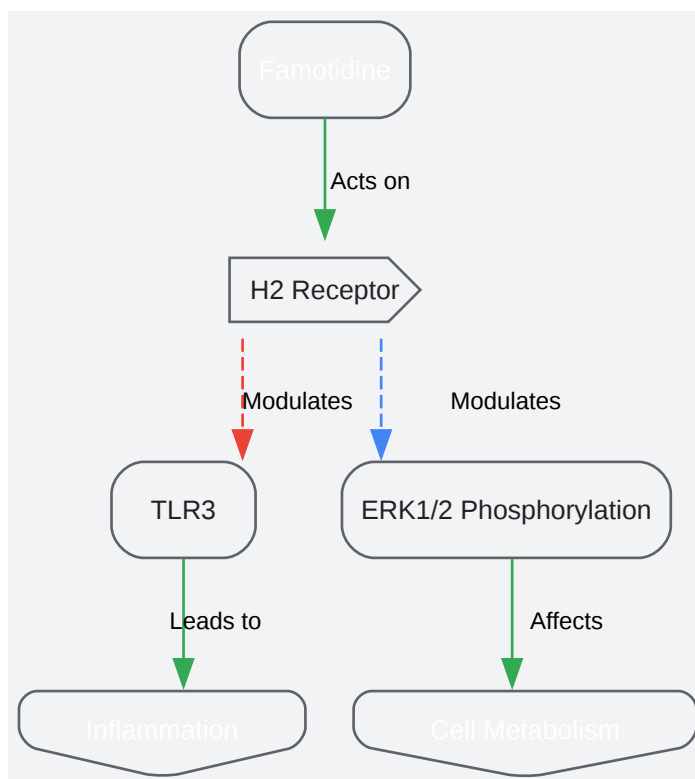 Famotidine
Acts on
H2 Receptor
Modulates
Modulates
TLR3
ERK1/2 Phosphorylation
Leads to
Affects
Inflammation
Cell Metabolism